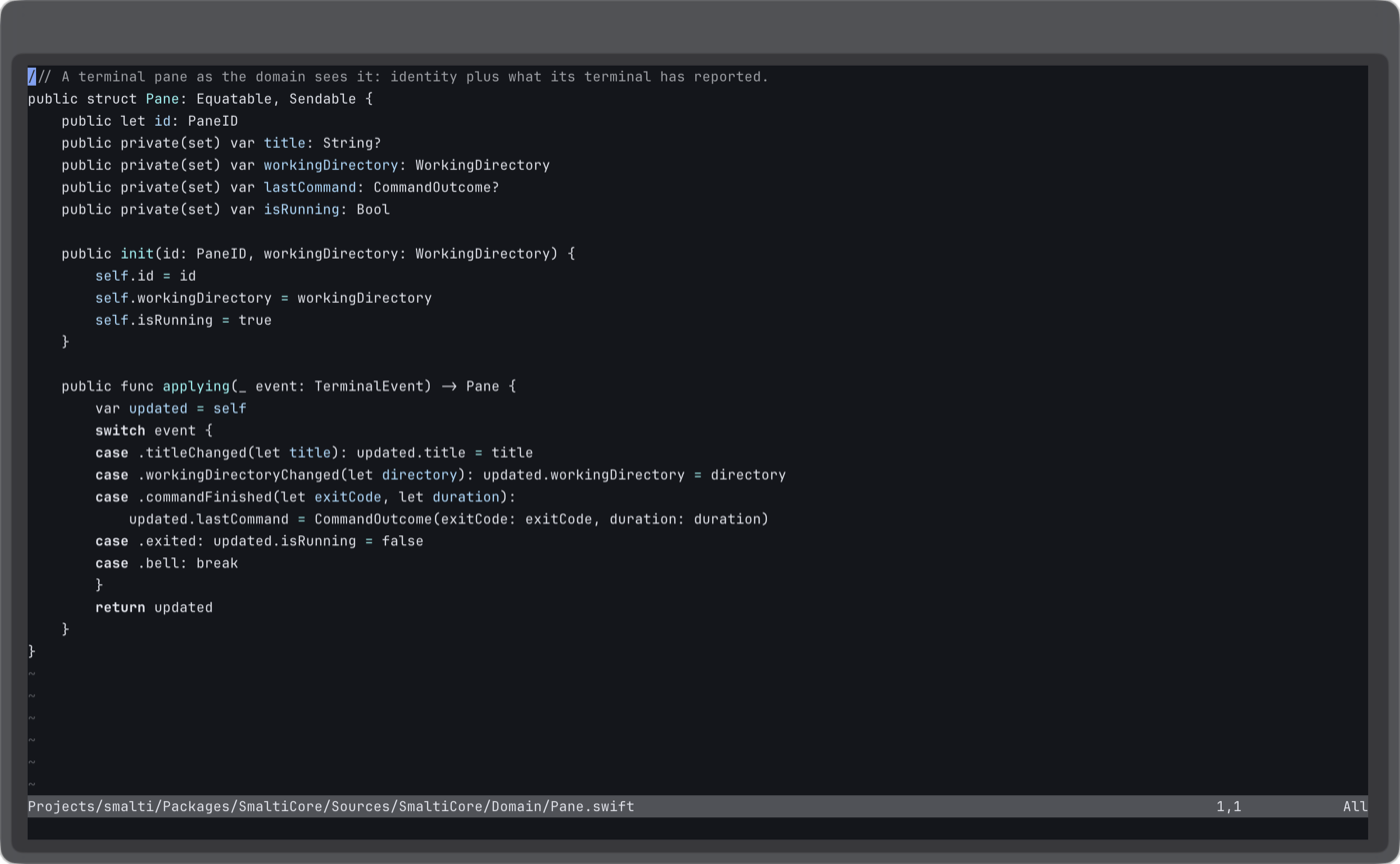 /// A terminal pane as the domain sees it: identity plus what its terminal has reported.
public struct Pane: Equatable, Sendable {
    public let id: PaneID
    public private(set) var title: String?
    public private(set) var workingDirectory: WorkingDirectory
    public private(set) var lastCommand: CommandOutcome?
    public private(set) var isRunning: Bool

    public init(id: PaneID, workingDirectory: WorkingDirectory) {
        self.id = id
        self.workingDirectory = workingDirectory
        self.isRunning = true
    }

    public func applying(_ event: TerminalEvent) -> Pane {
        var updated = self
        switch event {
        case .titleChanged(let title): updated.title = title
        case .workingDirectoryChanged(let directory): updated.workingDirectory = directory
        case .commandFinished(let exitCode, let duration):
            updated.lastCommand = CommandOutcome(exitCode: exitCode, duration: duration)
        case .exited: updated.isRunning = false
        case .bell: break
        }
        return updated
    }
}
~
~
~
~
~
~
Projects/smalti/Packages/SmaltiCore/Sources/SmaltiCore/Domain/Pane.swift 1,1 All